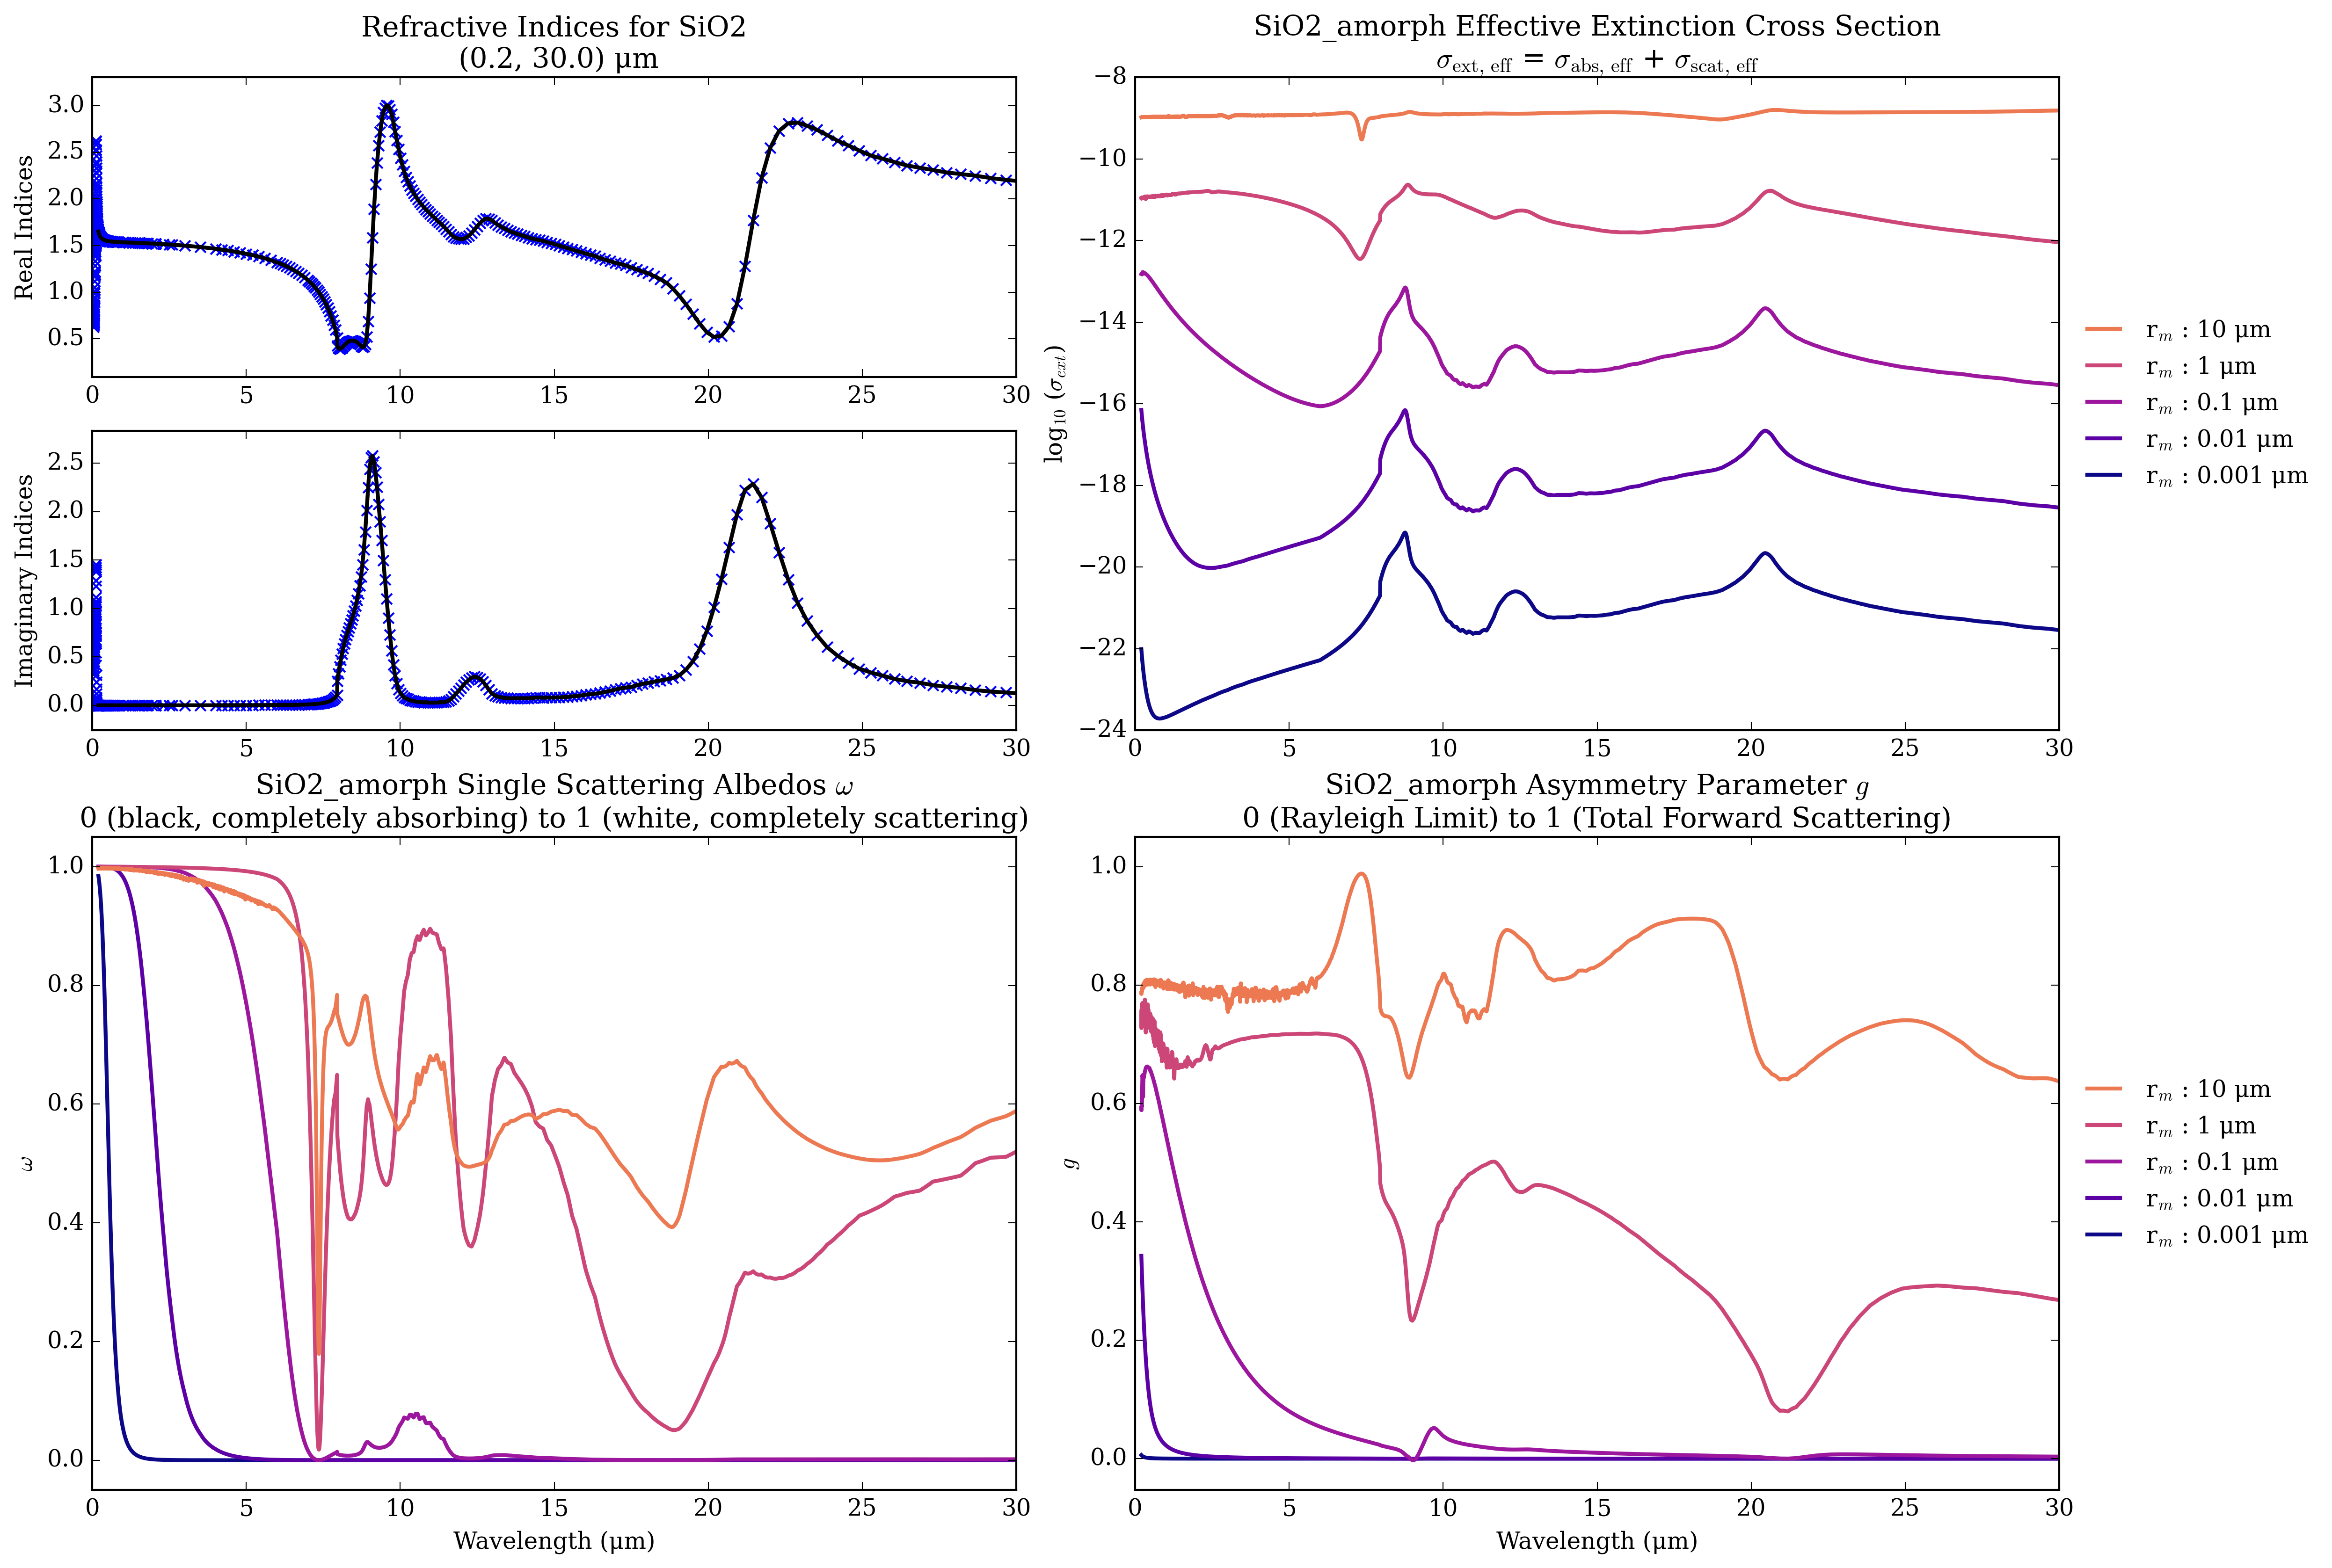 Refractive Indices for SiO2
(0.2, 30.0) μm
Real Indices
3.0
2.5
2.0
1.5
1.0
0.5
0 5 10 15 20 25 30
Imaginary Indices
2.5
2.0
1.5
1.0
0.5
0.0
0 5 10 15 20 25 30
SiO2_amorph Effective Extinction Cross Section
σext, eff = σabs, eff + σscat, eff
log10 (σext)
−8
−10
−12
−14
−16
−18
−20
−22
−24
0 5 10 15 20 25 30
rm : 10 μm
rm : 1 μm
rm : 0.1 μm
rm : 0.01 μm
rm : 0.001 μm
SiO2_amorph Single Scattering Albedos ω
0 (black, completely absorbing) to 1 (white, completely scattering)
ω
1.0
0.8
0.6
0.4
0.2
0.0
0 5 10 15 20 25 30
Wavelength (μm)
SiO2_amorph Asymmetry Parameter g
0 (Rayleigh Limit) to 1 (Total Forward Scattering)
g
1.0
0.8
0.6
0.4
0.2
0.0
0 5 10 15 20 25 30
Wavelength (μm)
rm : 10 μm
rm : 1 μm
rm : 0.1 μm
rm : 0.01 μm
rm : 0.001 μm